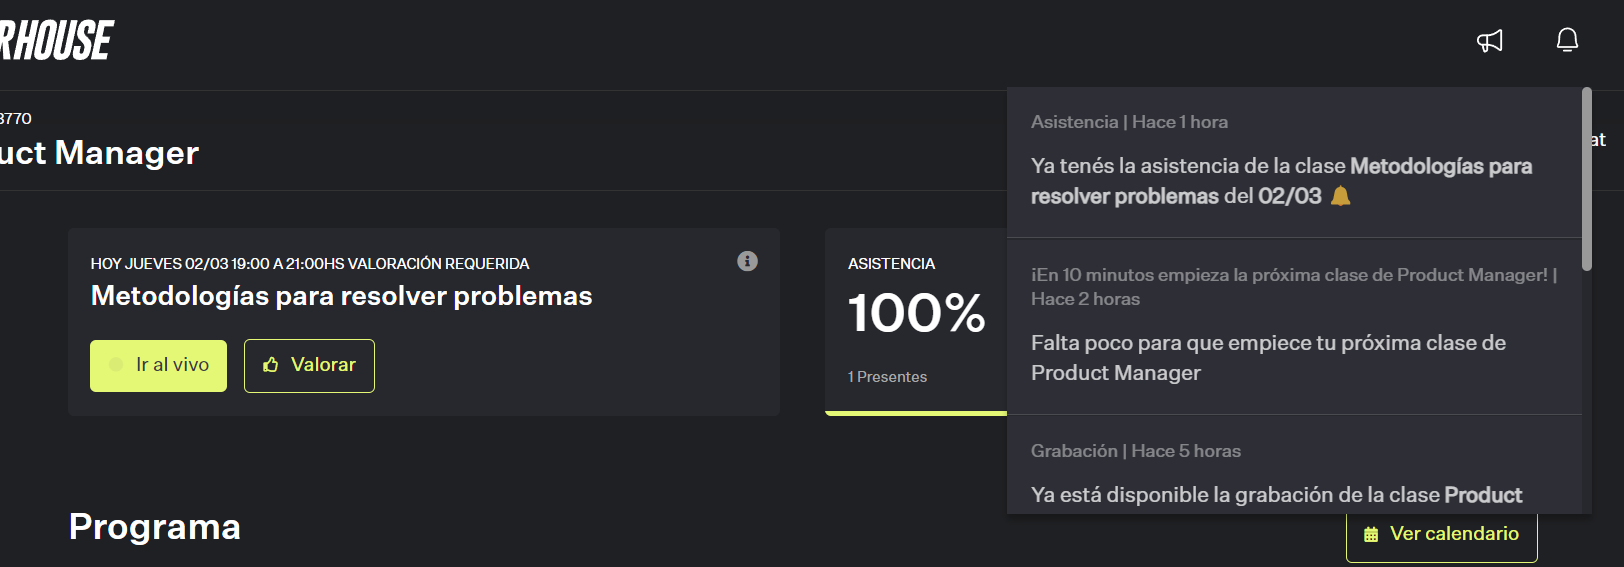 RHOUSE
3770
uct Manager
at
HOY JUEVES 02/03 19:00 A 21:00HS VALORACIÓN REQUERIDA
Metodologías para resolver problemas
Ir al vivo
Valorar
ASISTENCIA
100%
1 Presentes
Asistencia | Hace 1 hora
Ya tenés la asistencia de la clase Metodologías para
resolver problemas del 02/03
¡En 10 minutos empieza la próxima clase de Product Manager! |
Hace 2 horas
Falta poco para que empiece tu próxima clase de
Product Manager
Grabación | Hace 5 horas
Ya está disponible la grabación de la clase Product
Programa
Ver calendario